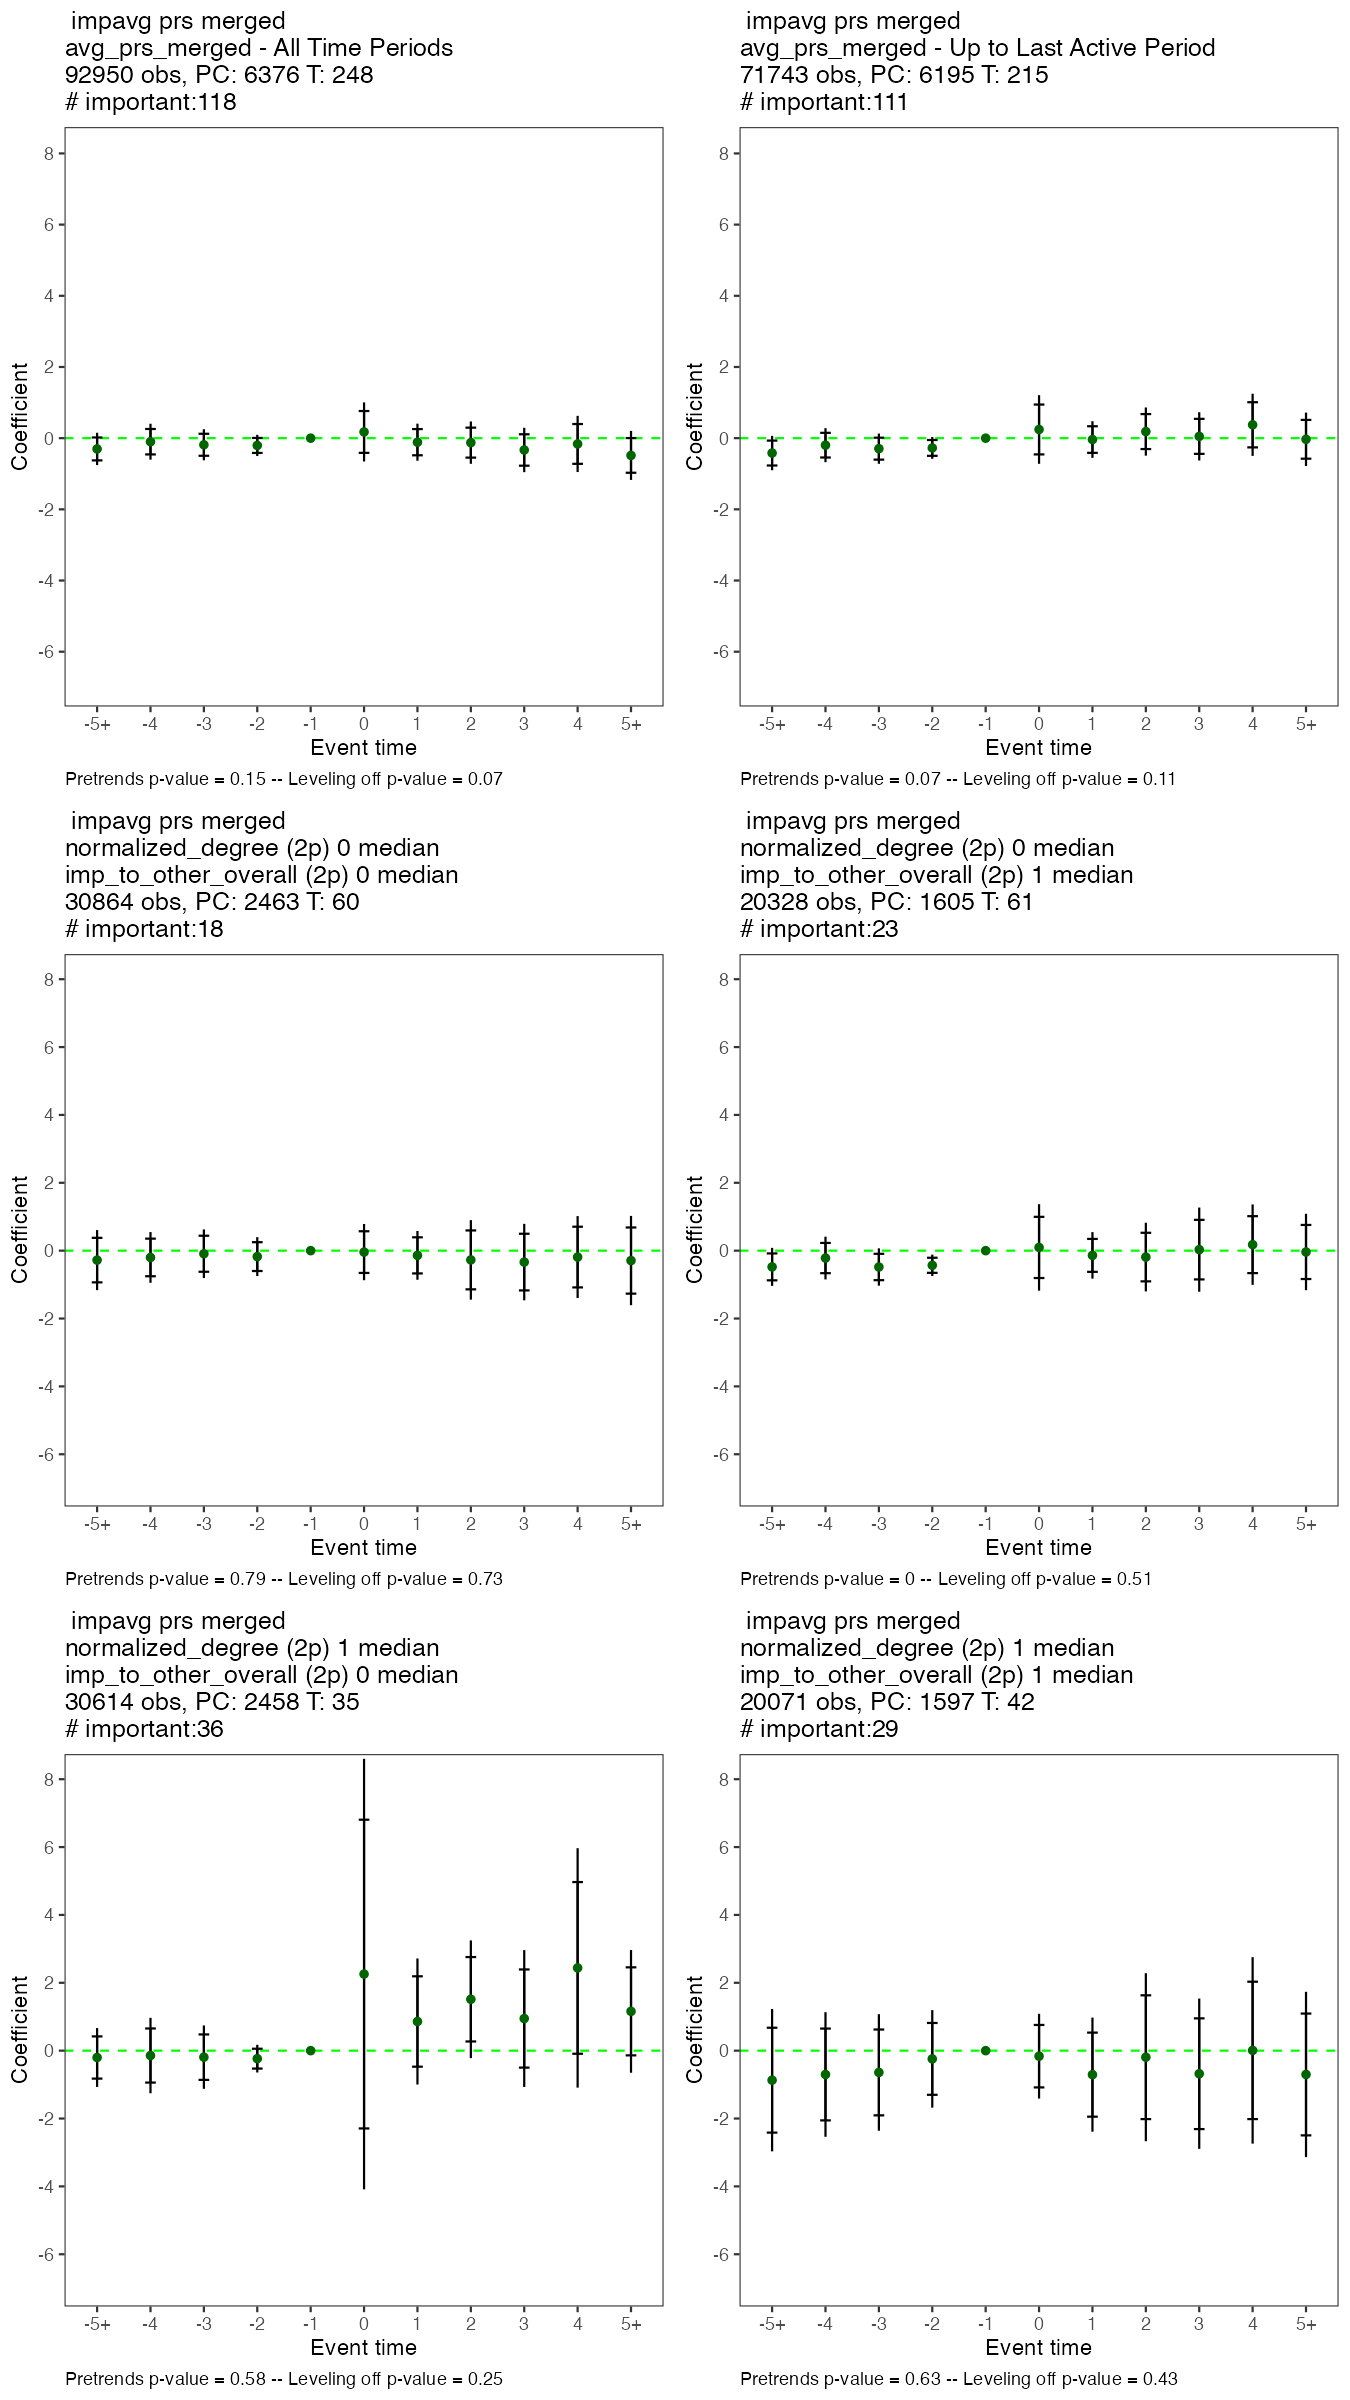 impavg prs merged
avg_prs_merged - All Time Periods
92950 obs, PC: 6376 T: 248
# important:118
8
6
4
2
0
-2
-4
-6
Coefficient
-5+ -4 -3 -2 -1 0 1 2 3 4 5+
Event time
Pretrends p-value = 0.15 -- Leveling off p-value = 0.07
impavg prs merged
avg_prs_merged - Up to Last Active Period
71743 obs, PC: 6195 T: 215
# important:111
8
6
4
2
0
-2
-4
-6
Coefficient
-5+ -4 -3 -2 -1 0 1 2 3 4 5+
Event time
Pretrends p-value = 0.07 -- Leveling off p-value = 0.11
impavg prs merged
normalized_degree (2p) 0 median
imp_to_other_overall (2p) 0 median
30864 obs, PC: 2463 T: 60
# important:18
8
6
4
2
0
-2
-4
-6
Coefficient
-5+ -4 -3 -2 -1 0 1 2 3 4 5+
Event time
Pretrends p-value = 0.79 -- Leveling off p-value = 0.73
impavg prs merged
normalized_degree (2p) 0 median
imp_to_other_overall (2p) 1 median
20328 obs, PC: 1605 T: 61
# important:23
8
6
4
2
0
-2
-4
-6
Coefficient
-5+ -4 -3 -2 -1 0 1 2 3 4 5+
Event time
Pretrends p-value = 0 -- Leveling off p-value = 0.51
impavg prs merged
normalized_degree (2p) 1 median
imp_to_other_overall (2p) 0 median
30614 obs, PC: 2458 T: 35
# important:36
8
6
4
2
0
-2
-4
-6
Coefficient
-5+ -4 -3 -2 -1 0 1 2 3 4 5+
Event time
Pretrends p-value = 0.58 -- Leveling off p-value = 0.25
impavg prs merged
normalized_degree (2p) 1 median
imp_to_other_overall (2p) 1 median
20071 obs, PC: 1597 T: 42
# important:29
8
6
4
2
0
-2
-4
-6
Coefficient
-5+ -4 -3 -2 -1 0 1 2 3 4 5+
Event time
Pretrends p-value = 0.63 -- Leveling off p-value = 0.43